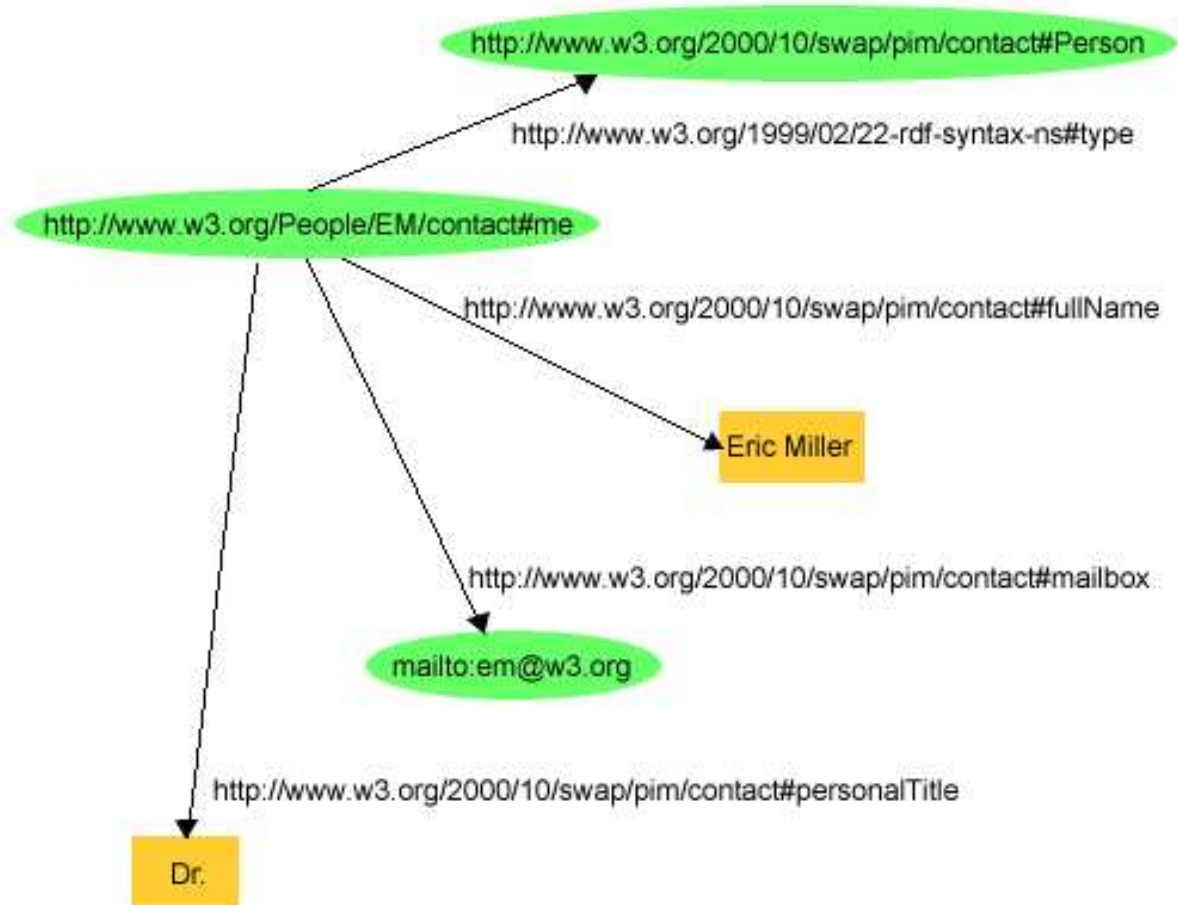 http://www.w3.org/2000/10/swap/pim/contact#Person
http://www.w3.org/1999/02/22-rdf-syntax-ns#type
http://www.w3.org/People/EM/contact#me
http://www.w3.org/2000/10/swap/pim/contact#fullName
Eric Miller
http://www.w3.org/2000/10/swap/pim/contact#mailbox
mailto:em@w3.org
http://www.w3.org/2000/10/swap/pim/contact#personalTitle
Dr.